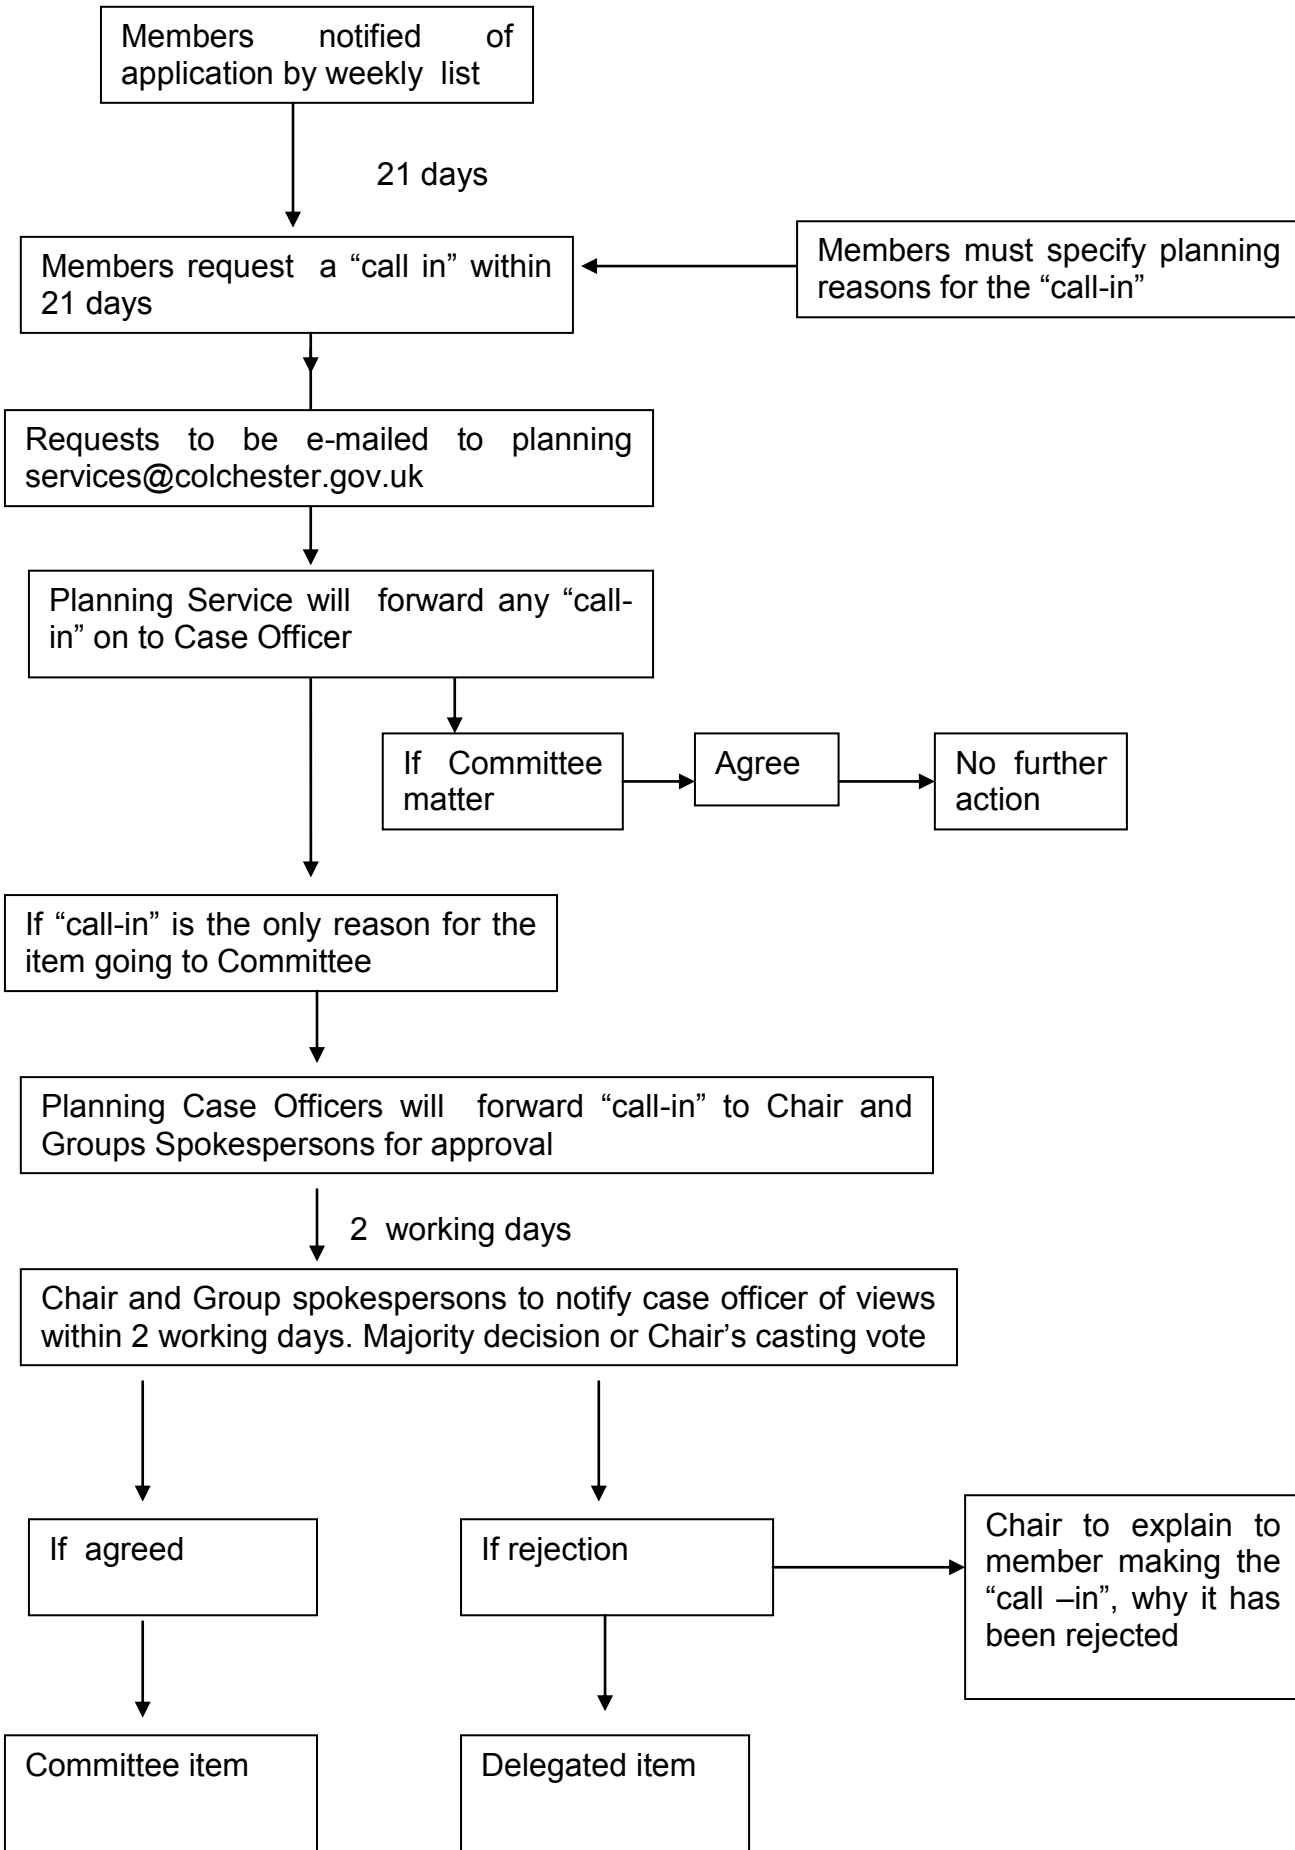 Members notified of
application by weekly list
21 days
Members request a “call in” within
21 days
Members must specify planning
reasons for the “call-in”
Requests to be e-mailed to planning
services@colchester.gov.uk
Planning Service will forward any “call-
in” on to Case Officer
If Committee
matter
Agree
No further
action
If “call-in” is the only reason for the
item going to Committee
Planning Case Officers will forward “call-in” to Chair and
Groups Spokespersons for approval
2 working days
Chair and Group spokespersons to notify case officer of views
within 2 working days. Majority decision or Chair’s casting vote
If agreed
If rejection
Chair to explain to
member making the
“call –in”, why it has
been rejected
Committee item
Delegated item